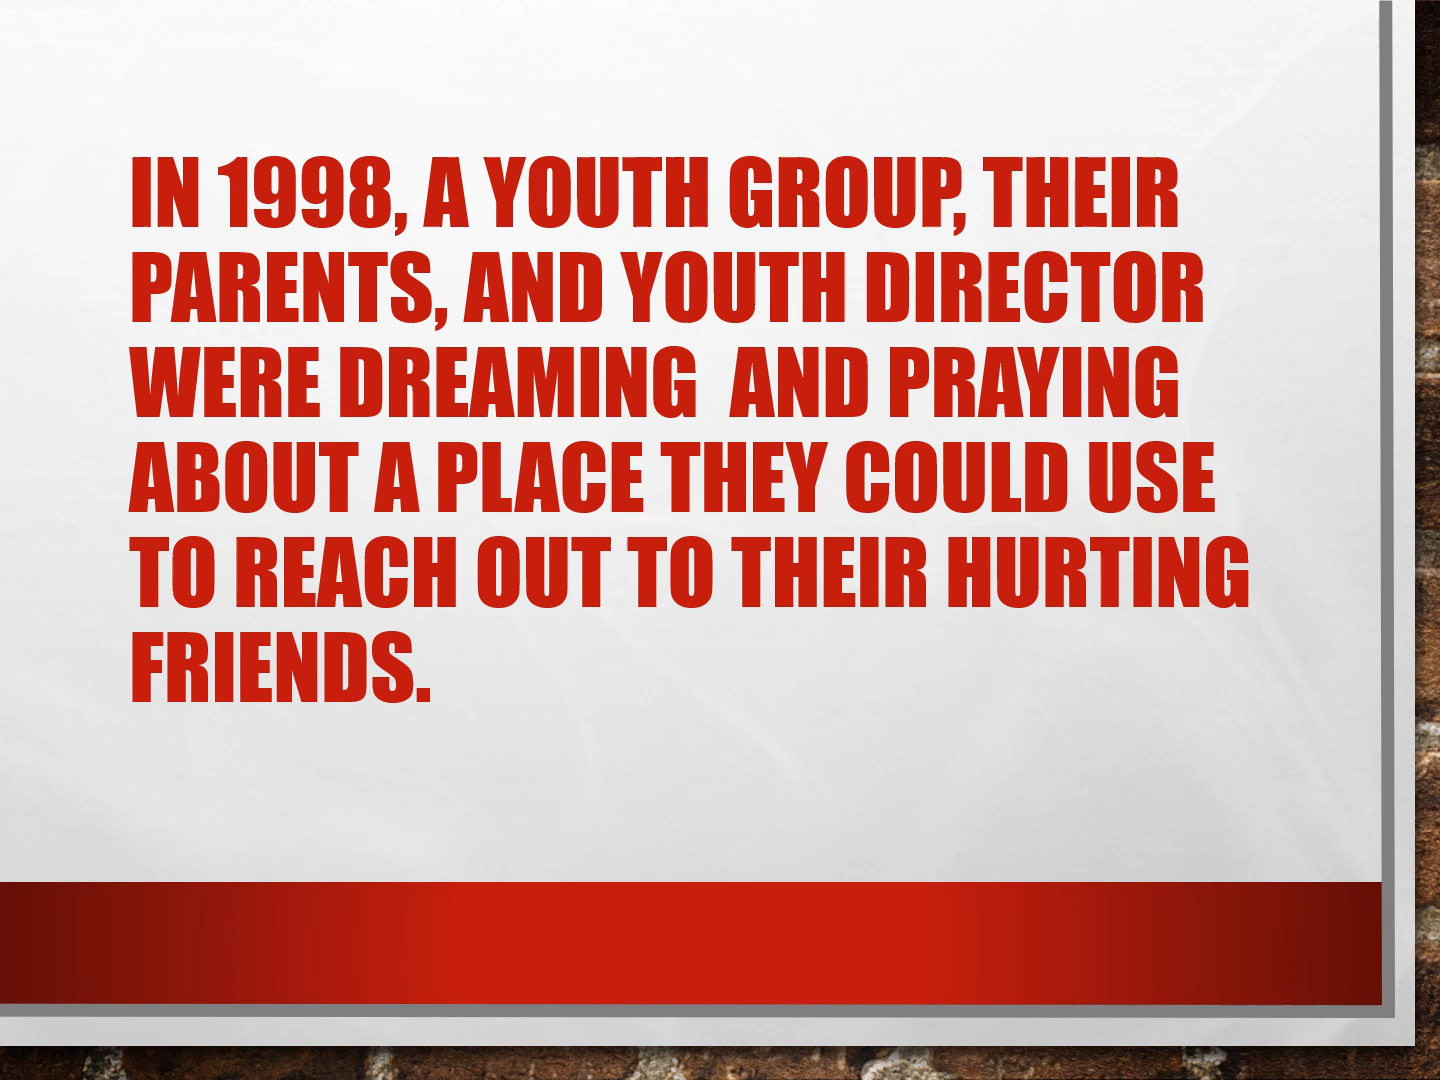 IN 1998, A YOUTH GROUP, THEIR
PARENTS, AND YOUTH DIRECTOR
WERE DREAMING  AND PRAYING
ABOUT A PLACE THEY COULD USE
TO REACH OUT TO THEIR HURTING
FRIENDS.